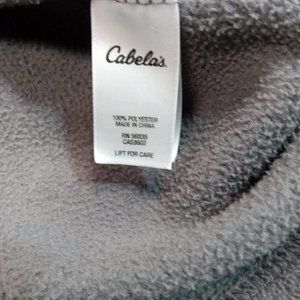 Cabela's
100% POLYESTER
MADE IN CHINA
RN 56835
CA53602
LIFT FOR CARE